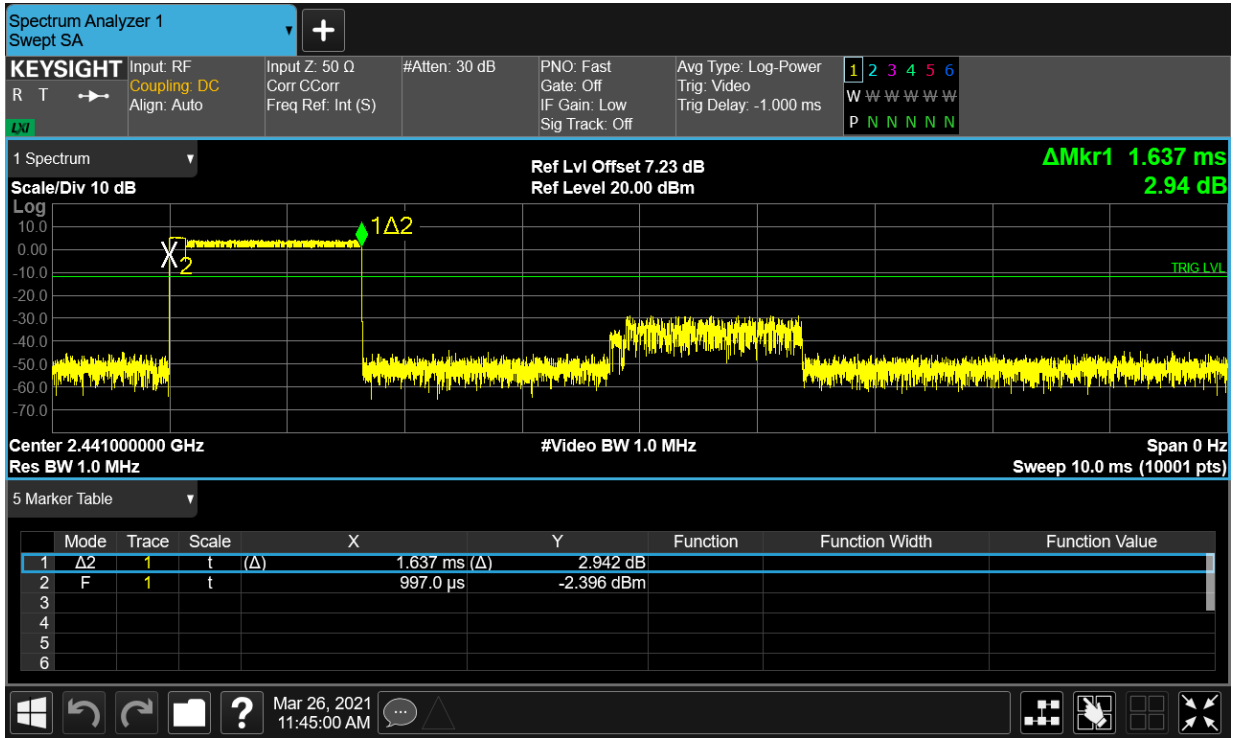 Spectrum Analyzer 1
Swept SA
KEYSIGHT
R T
LXI
Input: RF
Coupling: DC
Align: Auto
Input Z: 50 Ω
Corr CCorr
Freq Ref: Int (S)
#Atten: 30 dB
PNO: Fast
Gate: Off
IF Gain: Low
Sig Track: Off
Avg Type: Log-Power
Trig: Video
Trig Delay: -1.000 ms
1 2 3 4 5 6
W W W W W W
P N N N N N
1 Spectrum
Scale/Div 10 dB
Ref Lvl Offset 7.23 dB
Ref Level 20.00 dBm
ΔMkr1 1.637 ms
2.94 dB
Log
10.0
0.00
-10.0
-20.0
-30.0
-40.0
-50.0
-60.0
-70.0
1Δ2
X2
TRIG LVL
Center 2.441000000 GHz
Res BW 1.0 MHz
#Video BW 1.0 MHz
Span 0 Hz
Sweep 10.0 ms (10001 pts)
5 Marker Table
Mode Trace Scale X Y Function Function Width Function Value
1 Δ2 1 t (Δ) 1.637 ms (Δ) 2.942 dB
2 F 1 t 997.0 µs -2.396 dBm
3
4
5
6
?
Mar 26, 2021
11:45:00 AM